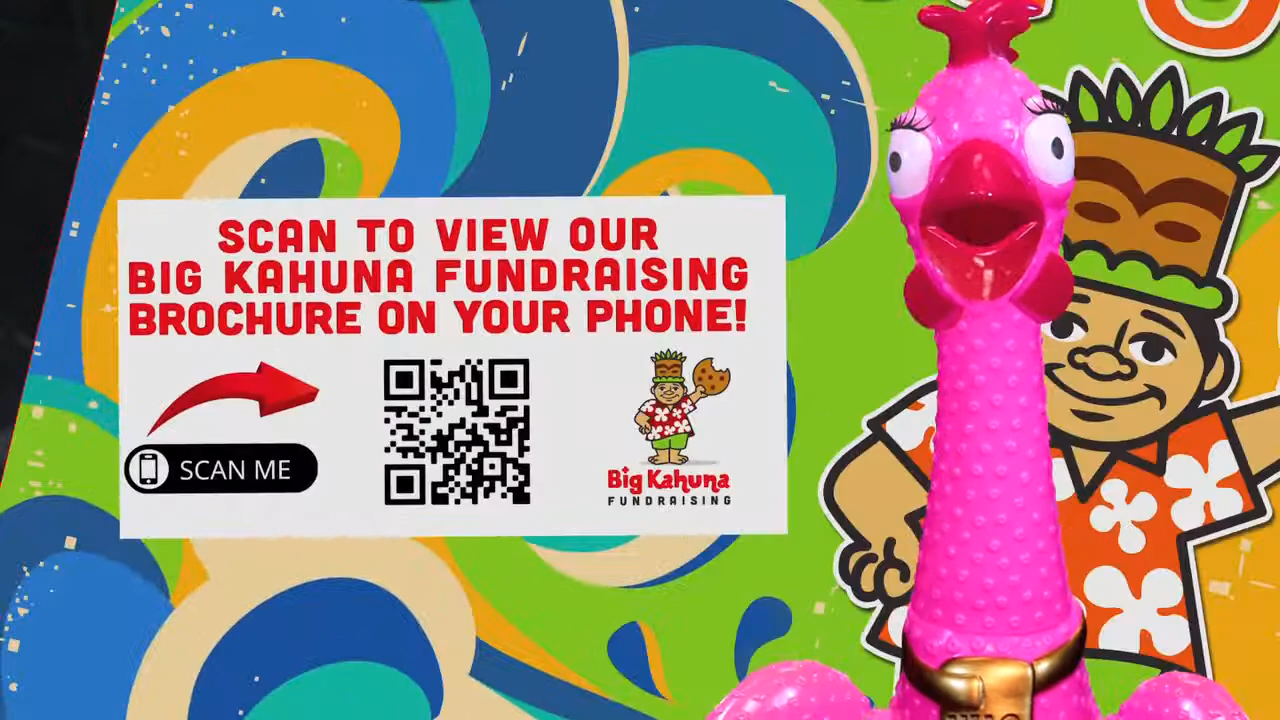 SCAN TO VIEW OUR
BIG KAHUNA FUNDRAISING
BROCHURE ON YOUR PHONE!
SCAN ME
Big Kahuna
FUNDRAISING